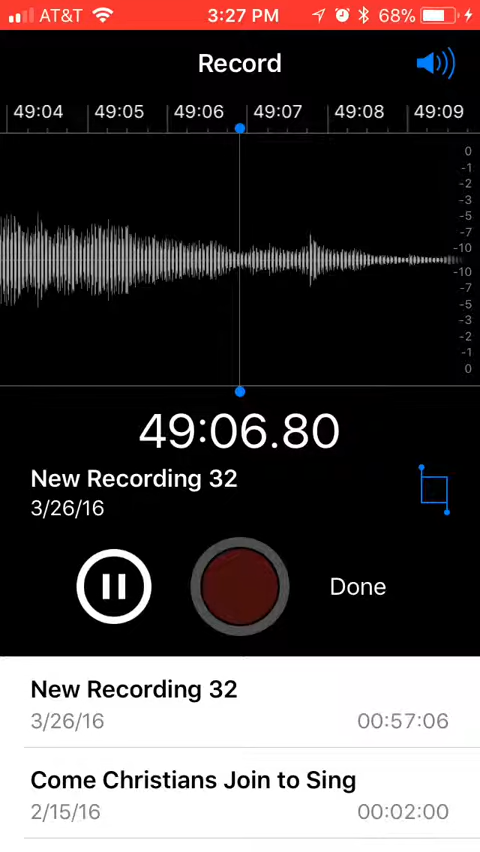 AT&T 3:27 PM 68%
Record
49:04 49:05 49:06 49:07 49:08 49:09
0
-1
-2
-3
-5
-7
-10
-10
-7
-5
-3
-2
-1
0
49:06.80
New Recording 32
3/26/16
Done
New Recording 32
3/26/16 00:57:06
Come Christians Join to Sing
2/15/16 00:02:00